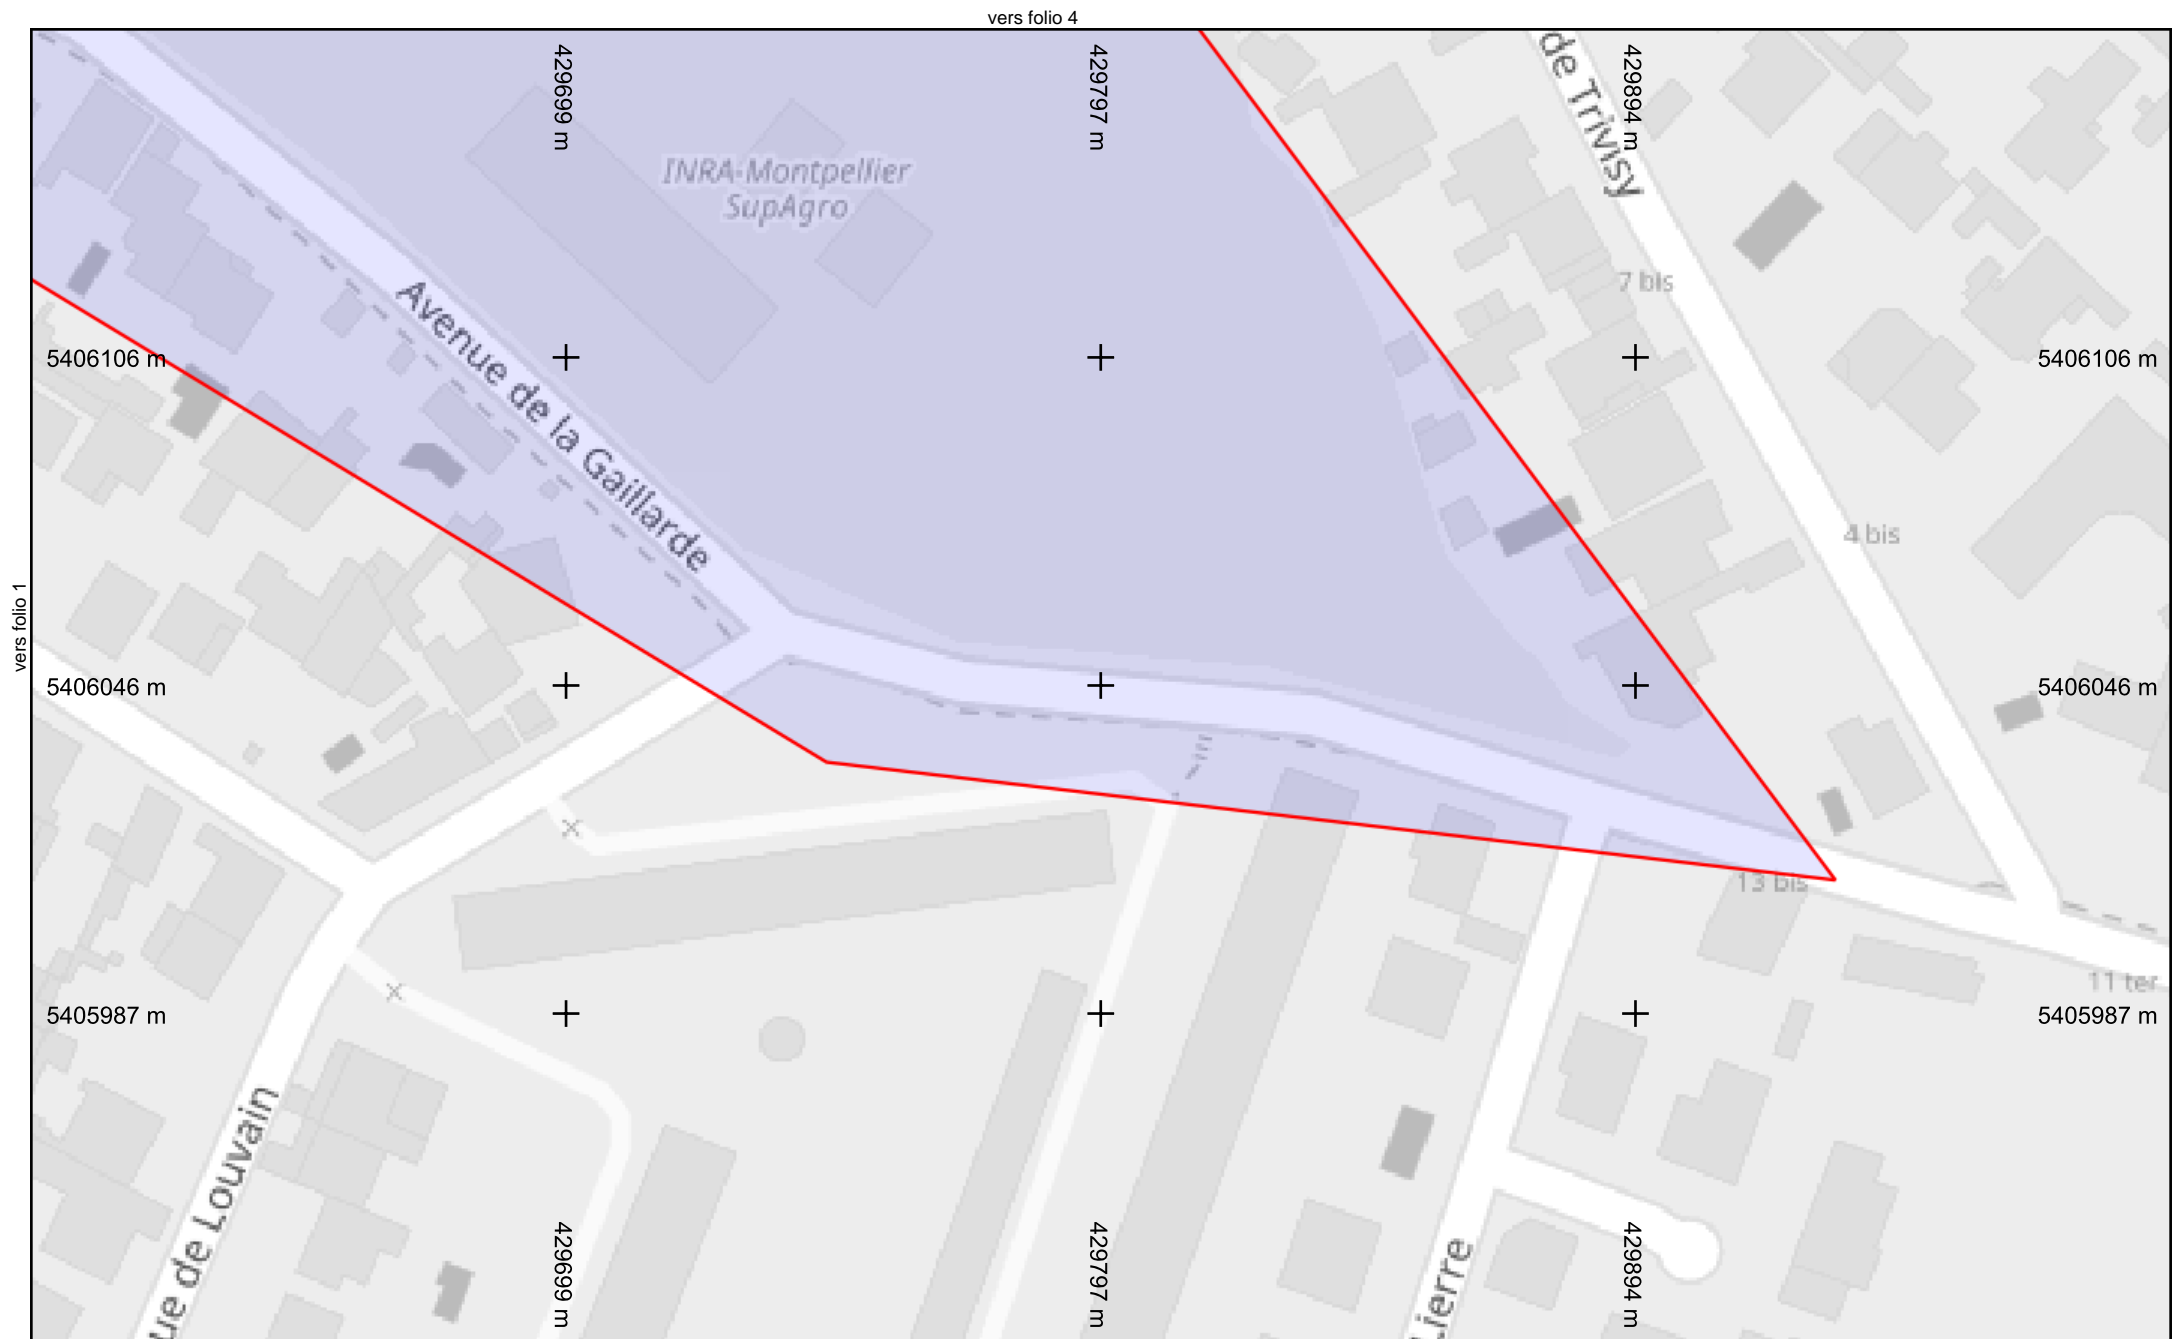 vers folio 4
429699 m
429797 m
429894 m
de Trivisy
INRA-Montpellier
SupAgro
7 bis
Avenue de la Gaillarde
5406106 m
5406106 m
4 bis
vers folio 1
5406046 m
5406046 m
13 bis
11 ter
5405987 m
5405987 m
ue de Louvain
429699 m
429797 m
429894 m
Lierre